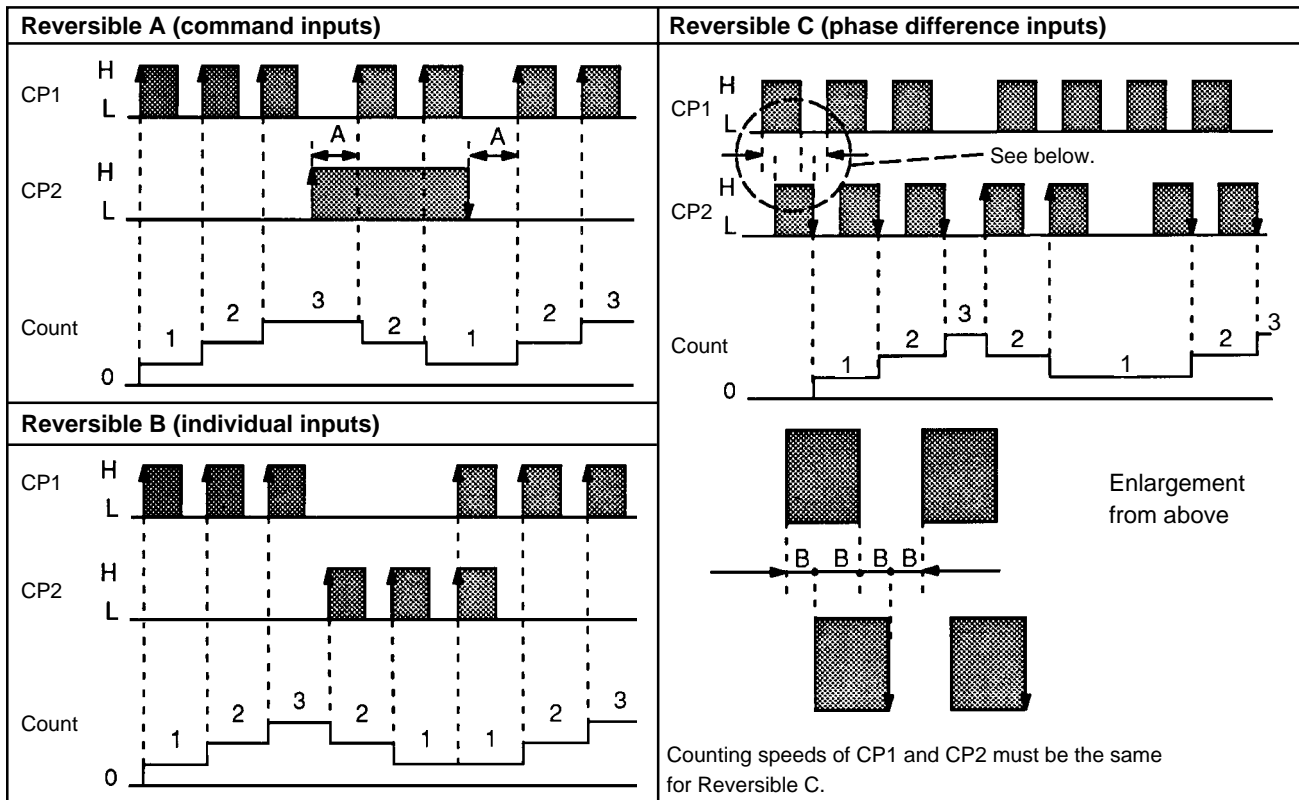 Reversible A (command inputs)
H
CP1
L
A A
H
CP2
L
3 3
2 2 2
Count
1 1
0
Reversible B (individual inputs)
H
CP1
L
H
CP2
L
3 3
2 2 2
Count
1 1 1
0
Reversible C (phase difference inputs)
H
CP1
L
See below.
H
CP2
L
3 3
2 2 2
Count
1 1
0
Enlargement
from above
B B B B
Counting speeds of CP1 and CP2 must be the same
for Reversible C.